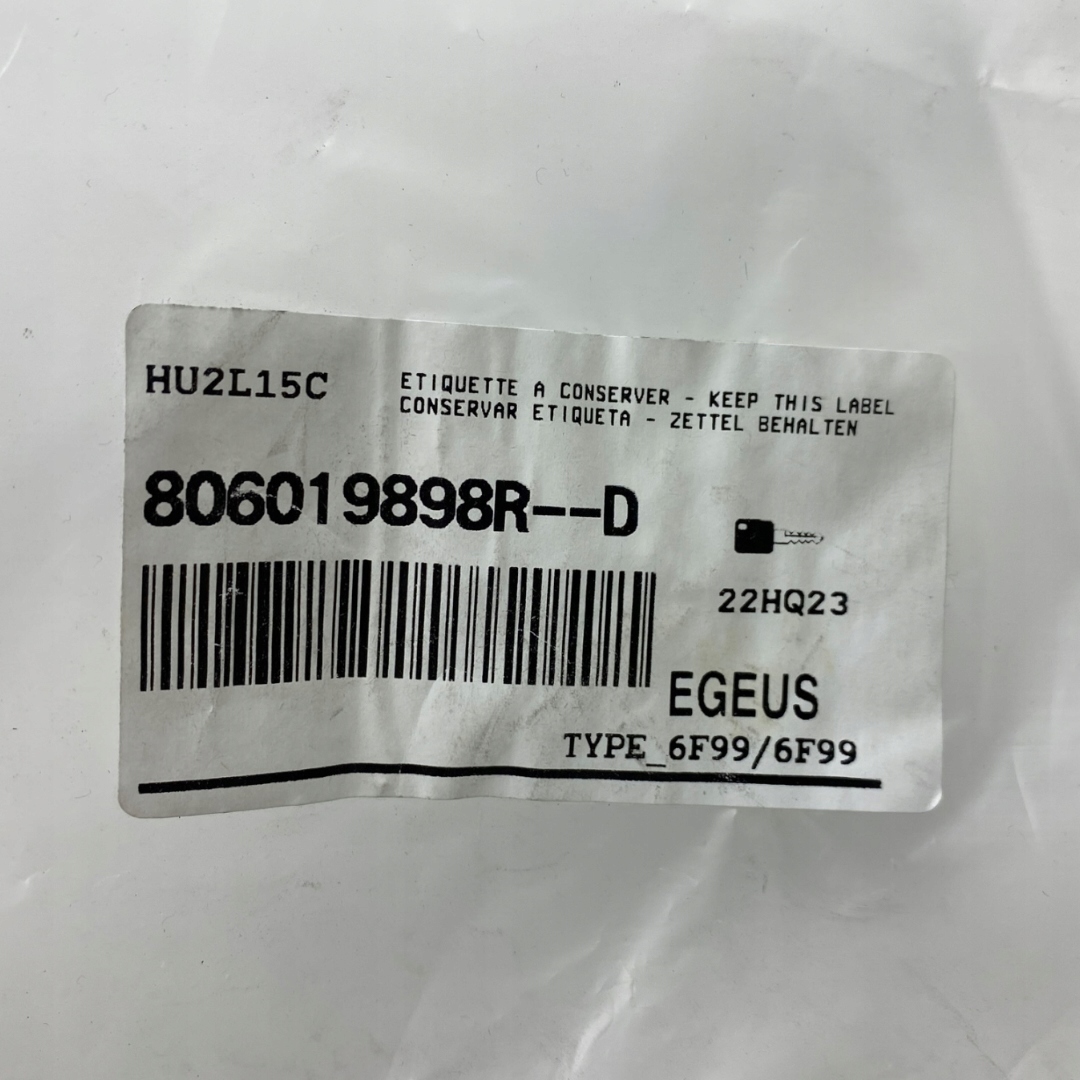 HU2L15C
ETIQUETTE A CONSERVER - KEEP THIS LABEL
CONSERVAR ETIQUETA - ZETTEL BEHALTEN
806019898R--D
22HQ23
EGEUS
TYPE_6F99/6F99